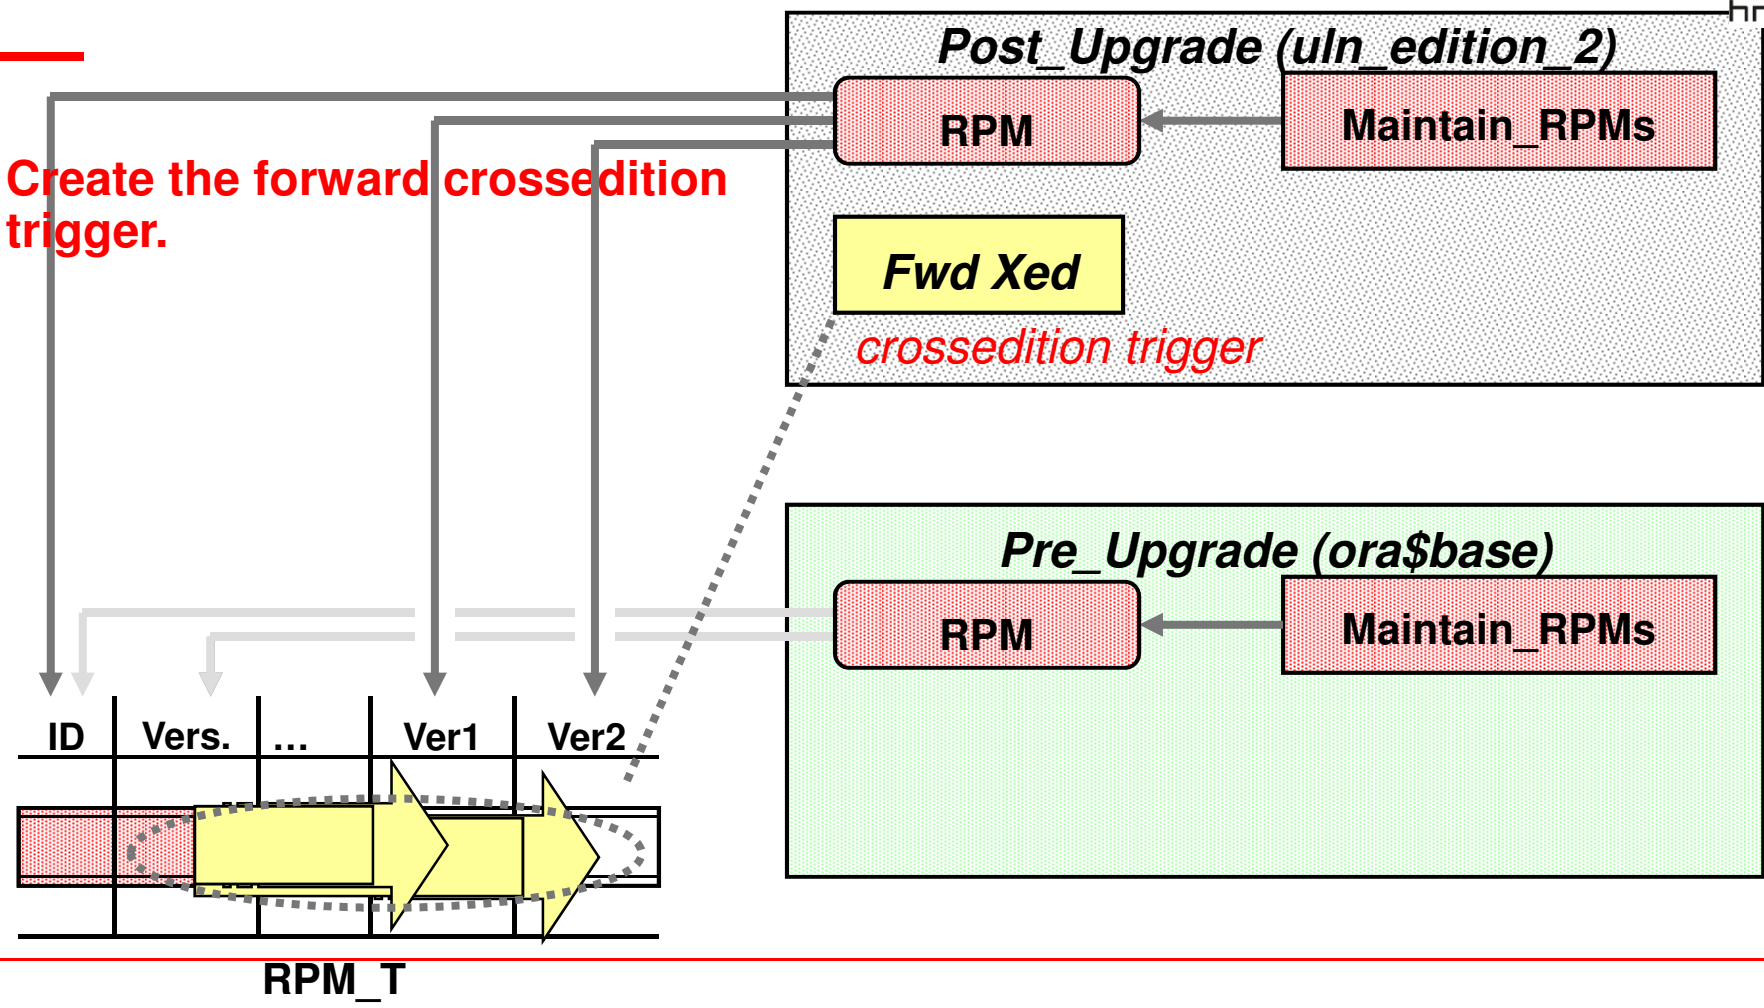 Post_Upgrade (uln_edition_2)
RPM
Maintain_RPMs
Create the forward crossedition
trigger.
Fwd Xed
crossedition trigger
Pre_Upgrade (ora$base)
RPM
Maintain_RPMs
ID Vers. ... Ver1 Ver2
RPM_T